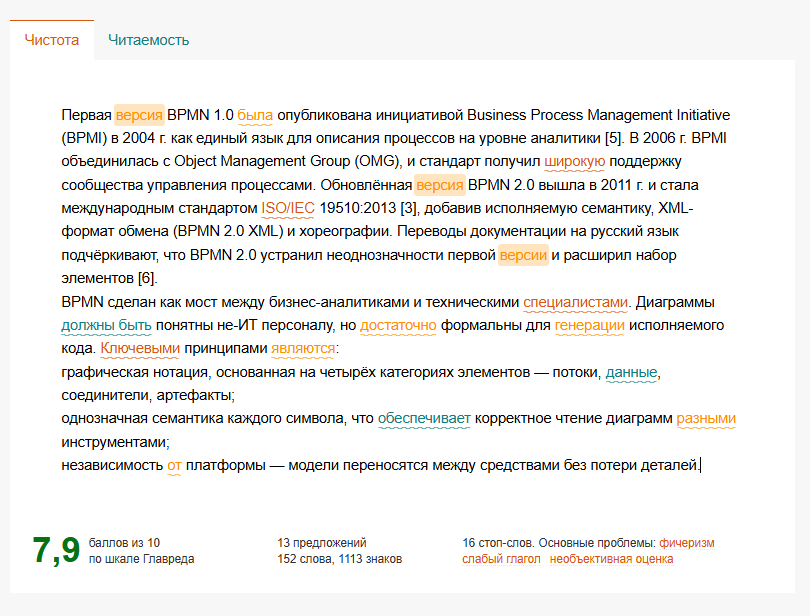 Чистота Читаемость
Первая версия BPMN 1.0 была опубликована инициативой Business Process Management Initiative
(BPMI) в 2004 г. как единый язык для описания процессов на уровне аналитики [5]. В 2006 г. BPMI
объединилась с Object Management Group (OMG), и стандарт получил широкую поддержку
сообщества управления процессами. Обновлённая версия BPMN 2.0 вышла в 2011 г. и стала
международным стандартом ISO/IEC 19510:2013 [3], добавив исполняемую семантику, XML-
формат обмена (BPMN 2.0 XML) и хореографии. Переводы документации на русский язык
подчёркивают, что BPMN 2.0 устранил неоднозначности первой версии и расширил набор
элементов [6].
BPMN сделан как мост между бизнес-аналитиками и техническими специалистами. Диаграммы
должны быть понятны не-ИТ персоналу, но достаточно формальны для генерации исполняемого
кода. Ключевыми принципами являются:
графическая нотация, основанная на четырёх категориях элементов — потоки, данные,
соединители, артефакты;
однозначная семантика каждого символа, что обеспечивает корректное чтение диаграмм разными
инструментами;
независимость от платформы — модели переносятся между средствами без потери деталей.
7,9 баллов из 10
по шкале Главреда
13 предложений
152 слова, 1113 знаков
16 стоп-слов. Основные проблемы: фичеризм
слабый глагол необъективная оценка